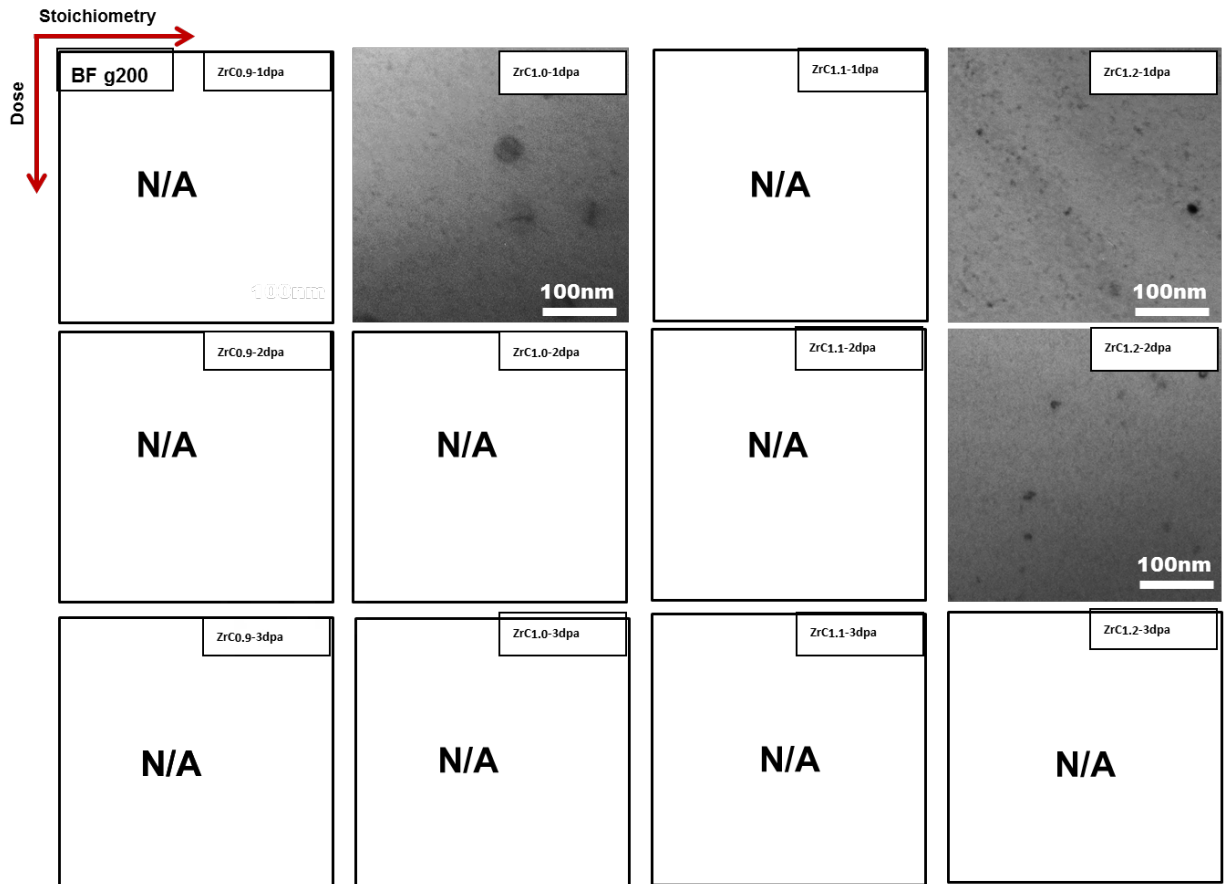 Stoichiometry
Dose
BF g200
ZrC0.9-1dpa
N/A
100nm
ZrC1.0-1dpa
100nm
ZrC1.1-1dpa
N/A
ZrC1.2-1dpa
100nm
ZrC0.9-2dpa
N/A
ZrC1.0-2dpa
N/A
ZrC1.1-2dpa
N/A
ZrC1.2-2dpa
100nm
ZrC0.9-3dpa
N/A
ZrC1.0-3dpa
N/A
ZrC1.1-3dpa
N/A
ZrC1.2-3dpa
N/A